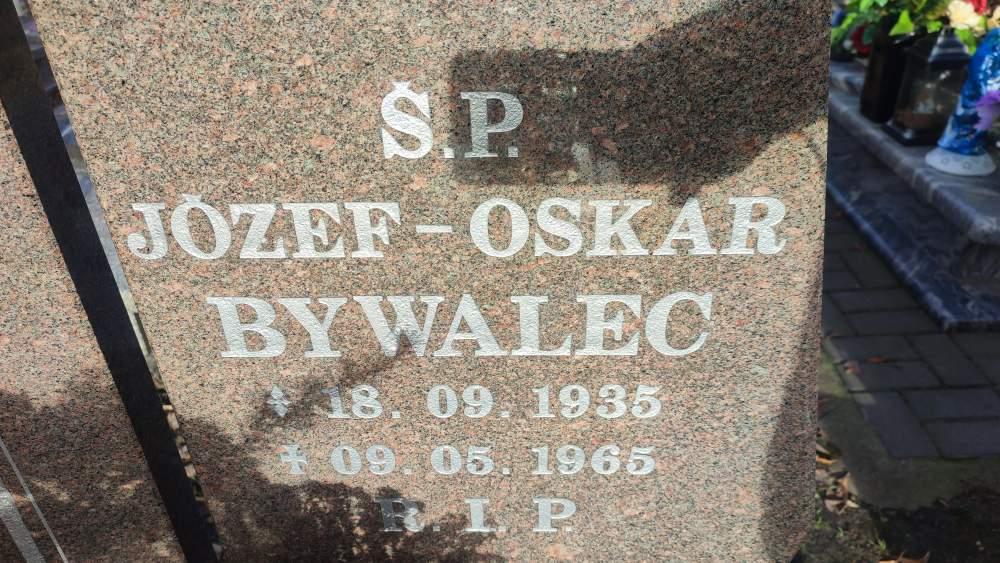 Ś.P.
JÓZEF - OSKAR
BYWALEC
18. 09. 1935
09. 05. 1965
R. I. P.